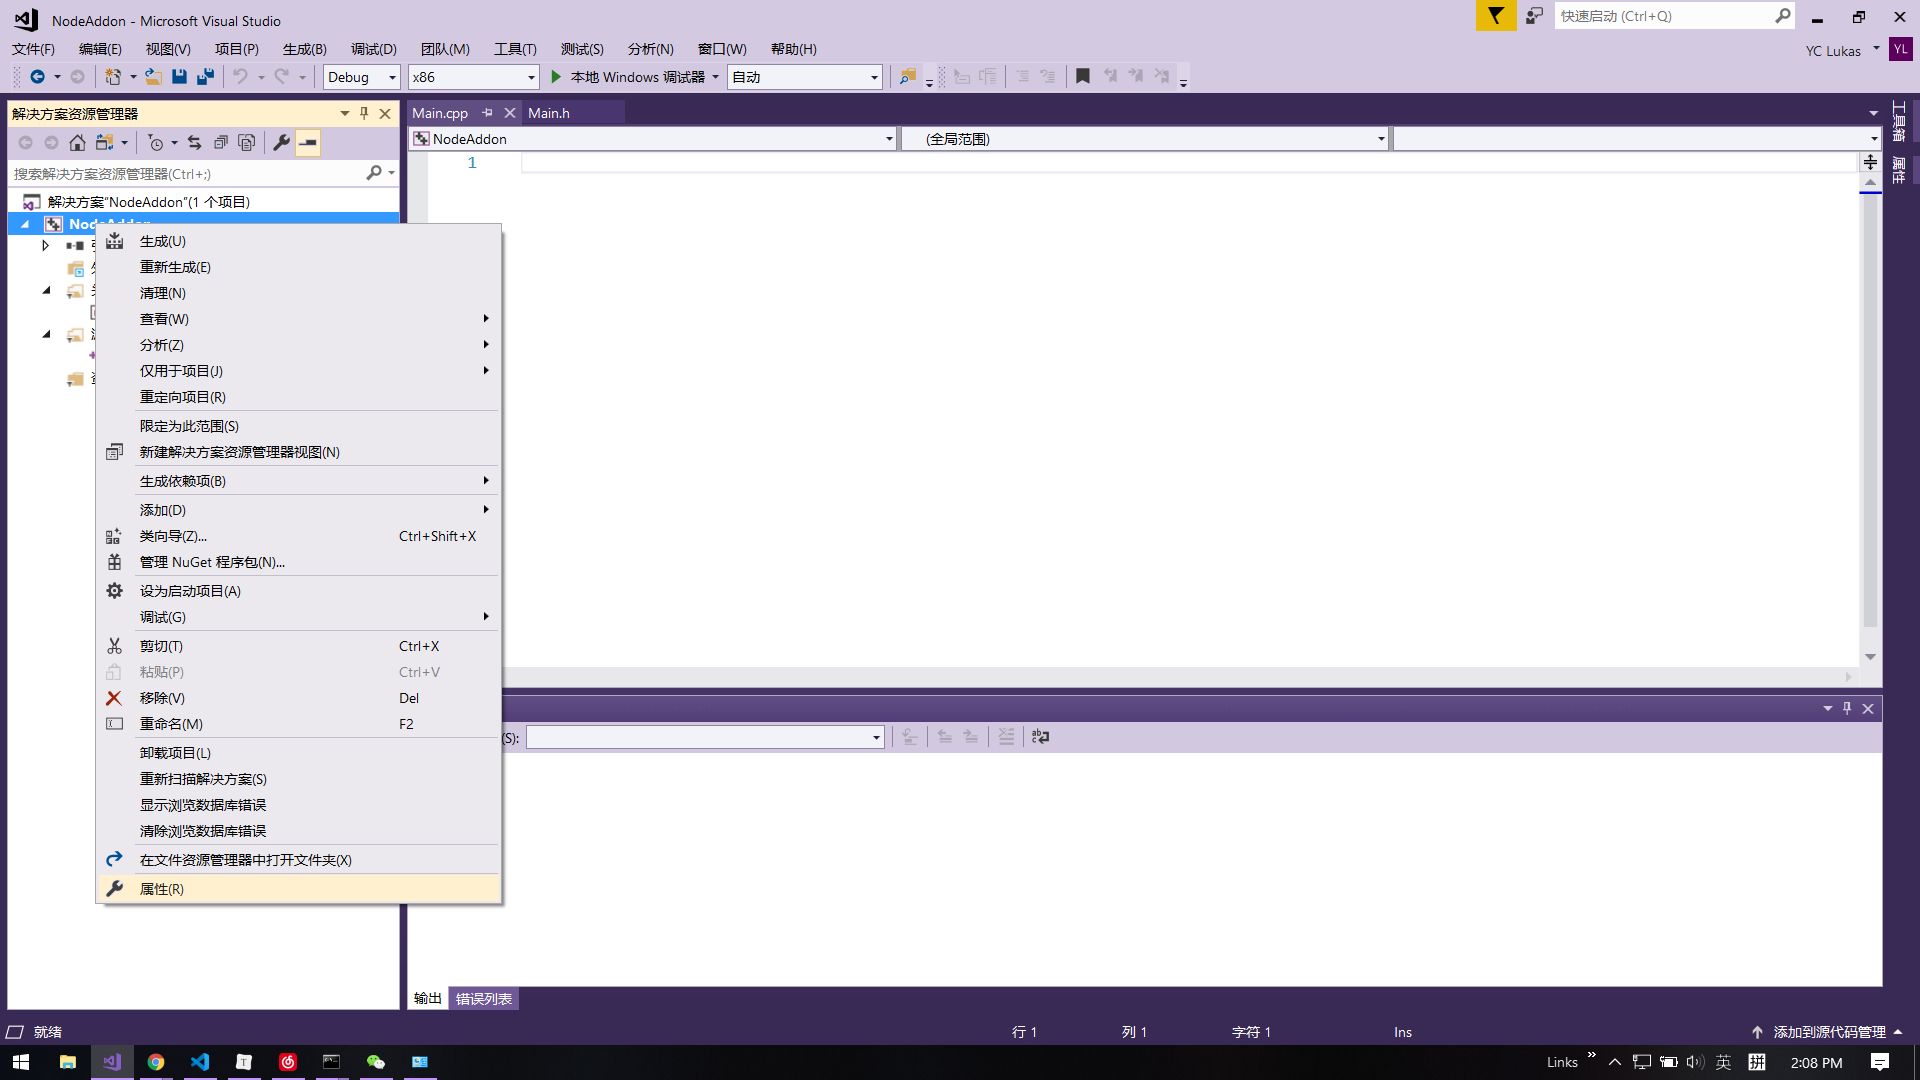 NodeAddon - Microsoft Visual Studio
快速启动 (Ctrl+Q)
文件(F) 编辑(E) 视图(V) 项目(P) 生成(B) 调试(D) 团队(M) 工具(T) 测试(S) 分析(N) 窗口(W) 帮助(H)
YC Lukas YL
Debug x86 本地 Windows 调试器 自动
解决方案资源管理器
Main.cpp Main.h
NodeAddon (全局范围)
搜索解决方案资源管理器(Ctrl+;)
1
工具箱
属性
解决方案"NodeAddon"(1 个项目)
NodeAddon
生成(U)
重新生成(E)
清理(N)
查看(W)
分析(Z)
仅用于项目(J)
重定向项目(R)
限定为此范围(S)
新建解决方案资源管理器视图(N)
生成依赖项(B)
添加(D)
类向导(Z)... Ctrl+Shift+X
管理 NuGet 程序包(N)...
设为启动项目(A)
调试(G)
剪切(T) Ctrl+X
粘贴(P) Ctrl+V
移除(V) Del
重命名(M) F2
(S):
卸载项目(L)
重新扫描解决方案(S)
显示浏览数据库错误
清除浏览数据库错误
在文件资源管理器中打开文件夹(X)
属性(R)
输出 错误列表
就绪 行 1 列 1 字符 1 Ins 添加到源代码管理
Links 英 拼 2:08 PM